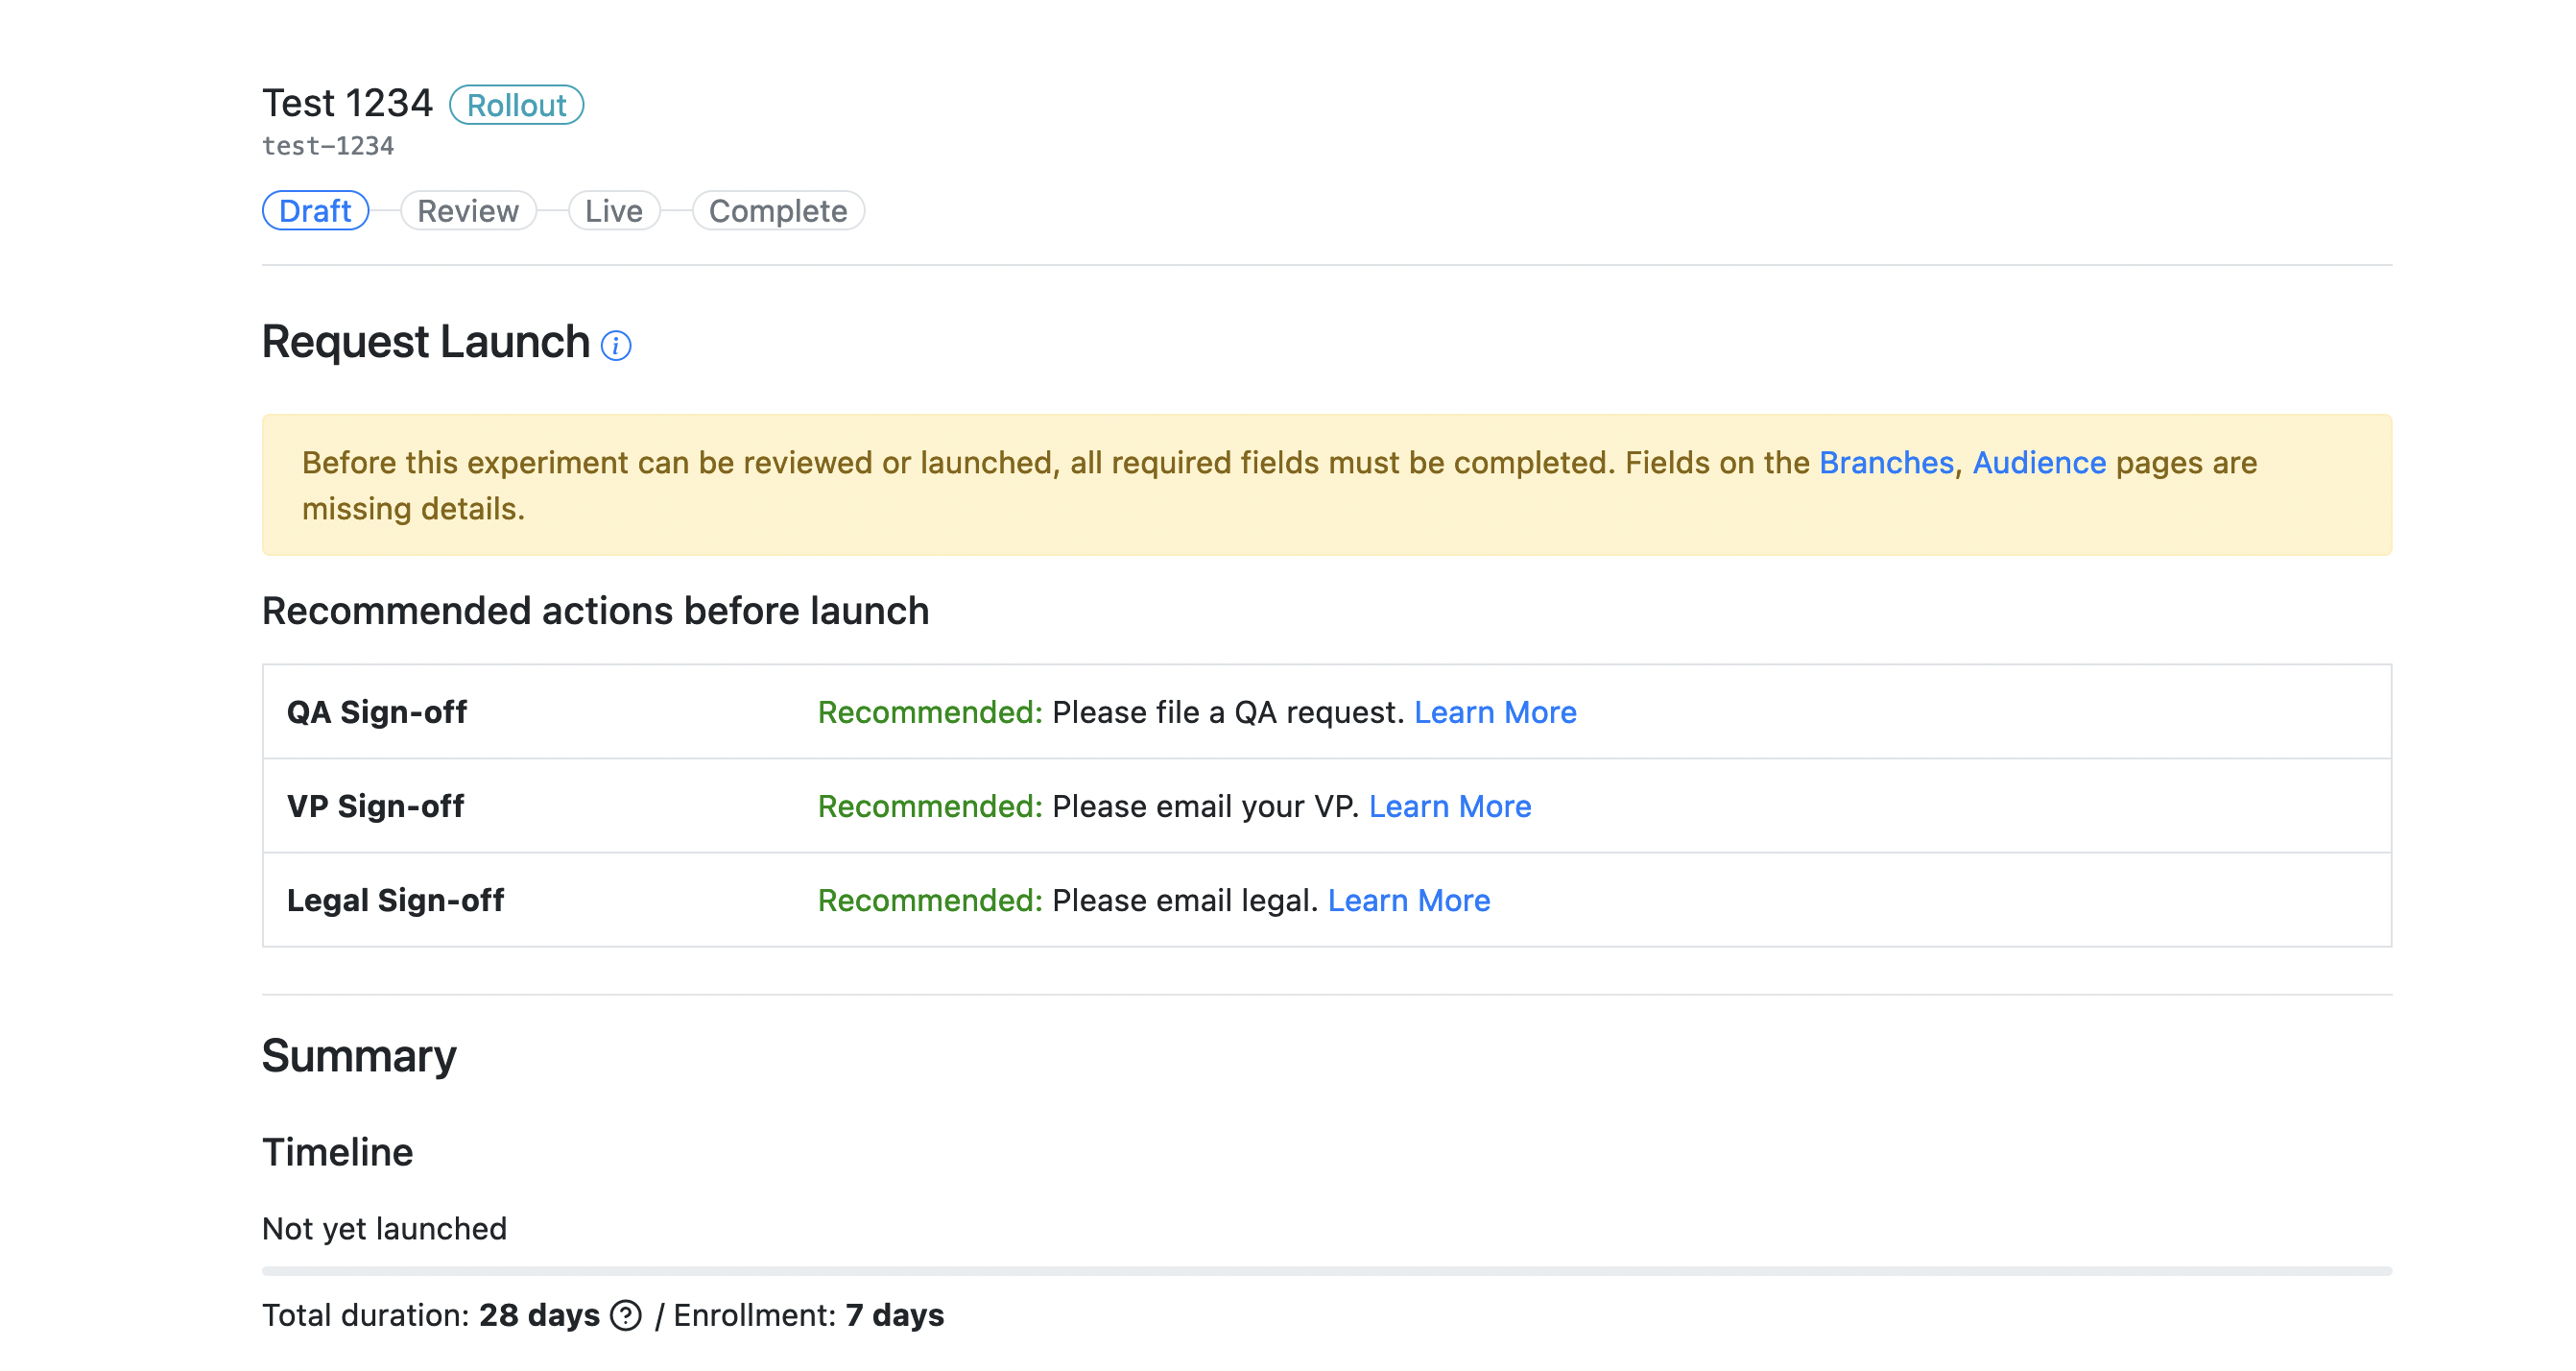 Test 1234 Rollout
test-1234
Draft Review Live Complete
Request Launch i
Before this experiment can be reviewed or launched, all required fields must be completed. Fields on the Branches, Audience pages are
missing details.
Recommended actions before launch
QA Sign-off Recommended: Please file a QA request. Learn More
VP Sign-off Recommended: Please email your VP. Learn More
Legal Sign-off Recommended: Please email legal. Learn More
Summary
Timeline
Not yet launched
Total duration: 28 days ? / Enrollment: 7 days